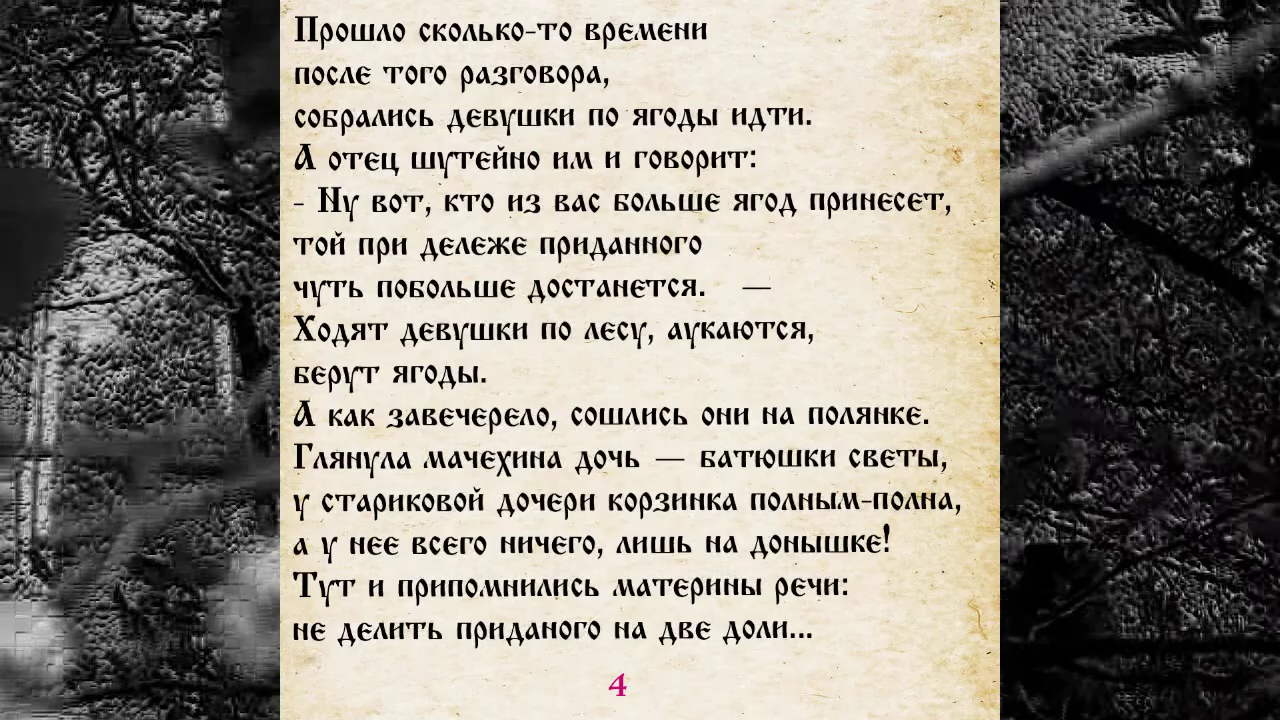 Прошло сколько-то времени
после того разговора,
собрались девушки по ягоды идти.
А отец шутейно им и говорит:
- Ну вот, кто из вас больше ягод принесет,
той при дележе приданного
чуть побольше достанется. —
Ходят девушки по лесу, аукаются,
берут ягоды.
А как завечерело, сошлись они на полянке.
Глянула мачехина дочь — батюшки светы,
у стариковой дочери корзинка полным-полна,
а у нее всего ничего, лишь на донышке!
Тут и припомнились материны речи:
не делить приданого на две доли...
4